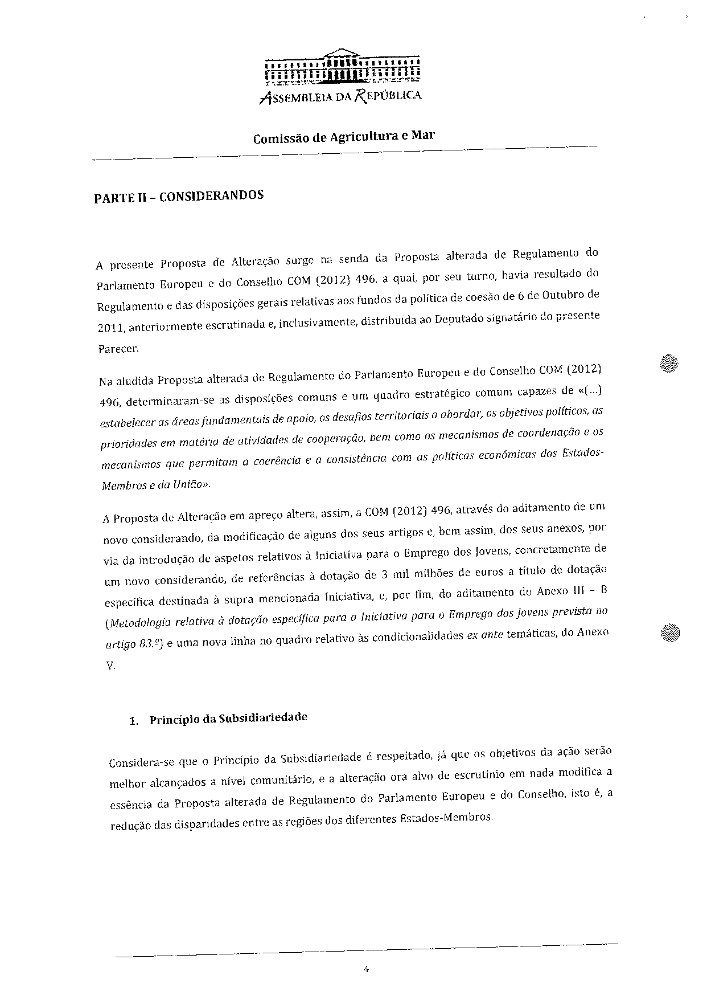 ASSEMBLEIA DA REPÚBLICA
Comissão de Agricultura e Mar
PARTE II – CONSIDERANDOS
A presente Proposta de Alteração surge na senda da Proposta alterada de Regulamento do
Parlamento Europeu e do Conselho COM (2012) 496, a qual, por seu turno, havia resultado do
Regulamento e das disposições gerais relativas aos fundos da política de coesão de 6 de Outubro de
2011, anteriormente escrutinada e, inclusivamente, distribuída ao Deputado signatário do presente
Parecer.
Na aludida Proposta alterada de Regulamento do Parlamento Europeu e do Conselho COM (2012)
496, determinaram-se as disposições comuns e um quadro estratégico comum capazes de «(...)
estabelecer as áreas fundamentais de apoio, os desafios territoriais a abordar, os objetivos políticos, as
prioridades em matéria de atividades de cooperação, bem como os mecanismos de coordenação e os
mecanismos que permitam a coerência e a consistência com as políticas económicas dos Estados-
Membros e da União».
A Proposta de Alteração em apreço altera, assim, a COM (2012) 496, através do aditamento de um
novo considerando, da modificação de alguns dos seus artigos e, bem assim, dos seus anexos, por
via da introdução de aspetos relativos à Iniciativa para o Emprego dos Jovens, concretamente de
um novo considerando, de referências à dotação de 3 mil milhões de euros a título de dotação
específica destinada à supra mencionada Iniciativa, e, por fim, do aditamento do Anexo III – B
(Metodologia relativa à dotação específica para a Iniciativa para o Emprego dos Jovens prevista no
artigo 83.º) e uma nova linha no quadro relativo às condicionalidades ex ante temáticas, do Anexo
V.
1. Princípio da Subsidiariedade
Considera-se que o Princípio da Subsidiariedade é respeitado, já que os objetivos da ação serão
melhor alcançados a nível comunitário, e a alteração ora alvo de escrutínio em nada modifica a
essência da Proposta alterada de Regulamento do Parlamento Europeu e do Conselho, isto é, a
redução das disparidades entre as regiões dos diferentes Estados-Membros.
4